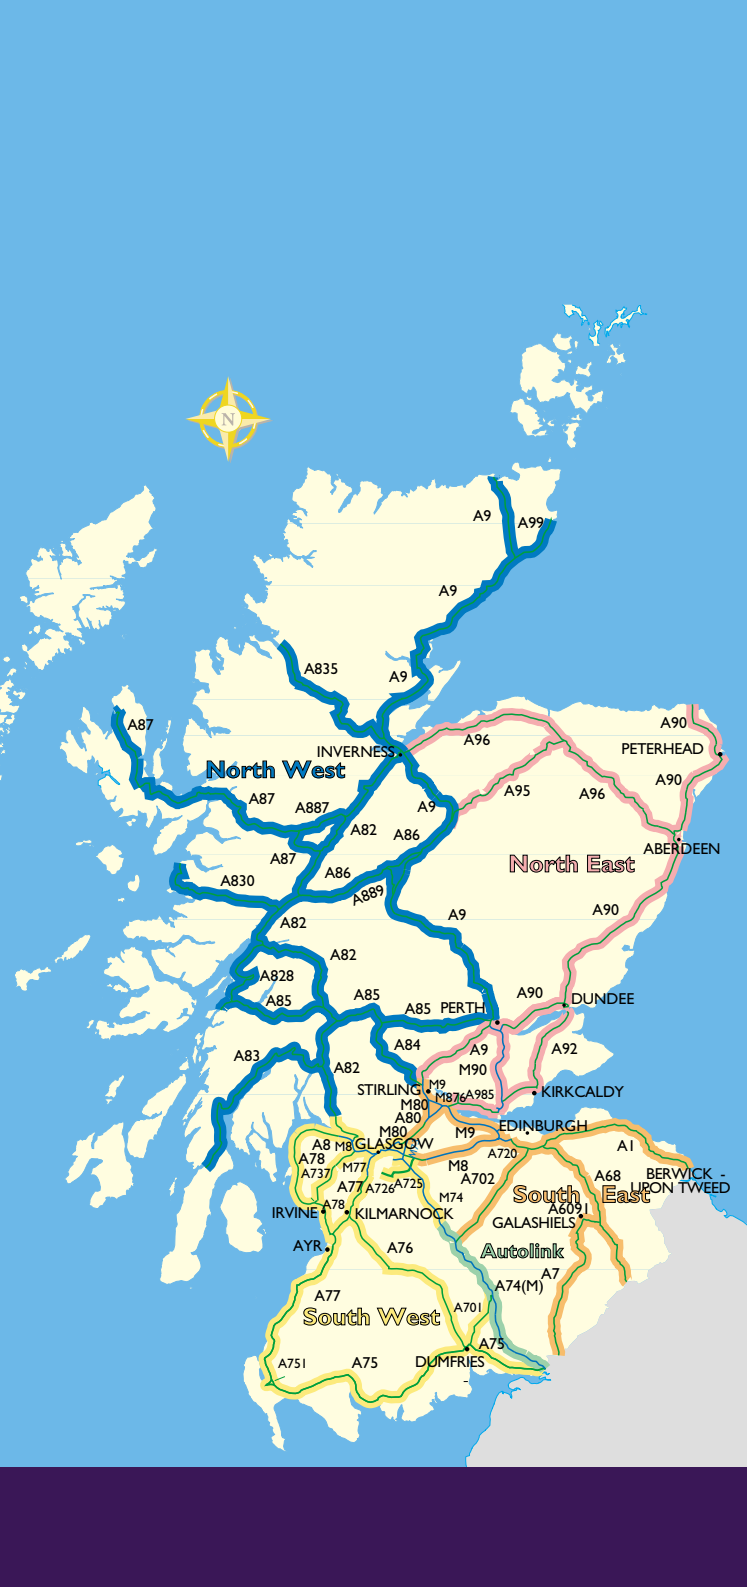 N
A9
A99
A9
A835
A9
A87
A90
A96
PETERHEAD
INVERNESS
North West
A90
A95
A96
A87
A887
A9
A82
A86
ABERDEEN
A87
North East
A86
A830
A889
A90
A9
A82
A82
A828
A85
A85
A85
A90
DUNDEE
PERTH
A83
A84
A9
A92
A82
M90
STIRLING
M9
M876
A985
KIRKCALDY
M80
A80
EDINBURGH
M80
M9
A8
M8
GLASGOW
A1
A78
A737
M77
M8
A720
A702
A68
BERWICK -
UPON TWEED
A77
A726
A725
M74
South East
A78
A6091
IRVINE
KILMARNOCK
GALASHIELS
AYR
A76
Autolink
A7
A74(M)
A77
South West
A701
A75
A751
A75
DUMFRIES
-